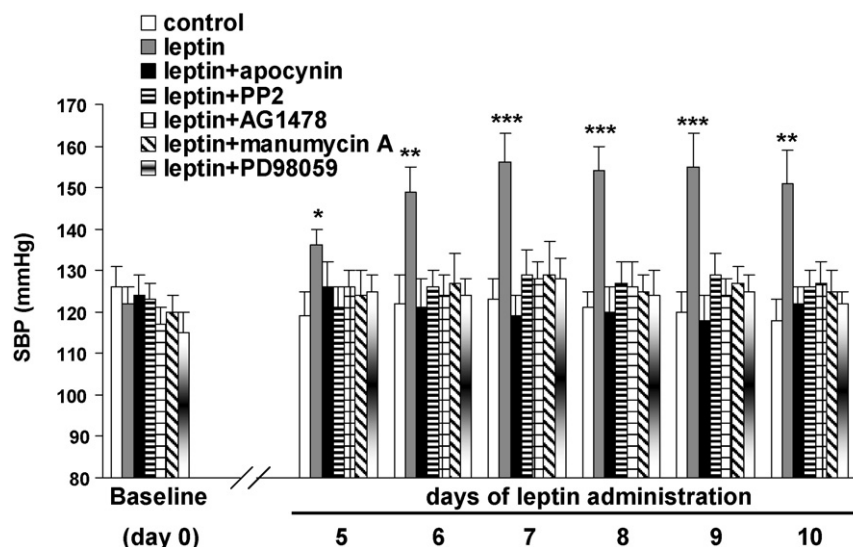 control
leptin
leptin+apocynin
leptin+PP2
leptin+AG1478
leptin+manumycin A
leptin+PD98059
170
160
150
140
130
120
110
100
90
80
SBP (mmHg)
*
**
***
***
***
**
Baseline
(day 0)
days of leptin administration
5 6 7 8 9 10